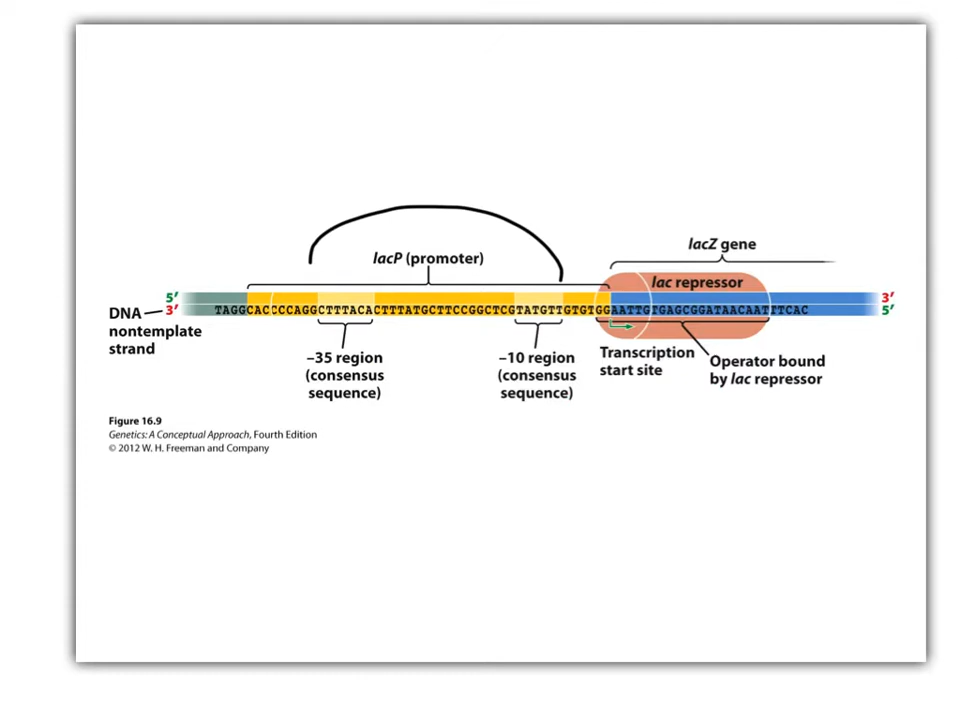 lacZ gene
lacP (promoter)
lac repressor
5′ 3′
DNA 3′ TAGGCACCCCAGGCTTTACACTTTATGCTTCCGGCTCGTATGTTGTGTGGAATTGTGAGCGGATAACAATTTCAC 5′
nontemplate
strand
–35 region
(consensus
sequence)
–10 region
(consensus
sequence)
Transcription
start site
Operator bound
by lac repressor
Figure 16.9
Genetics: A Conceptual Approach, Fourth Edition
© 2012 W. H. Freeman and Company